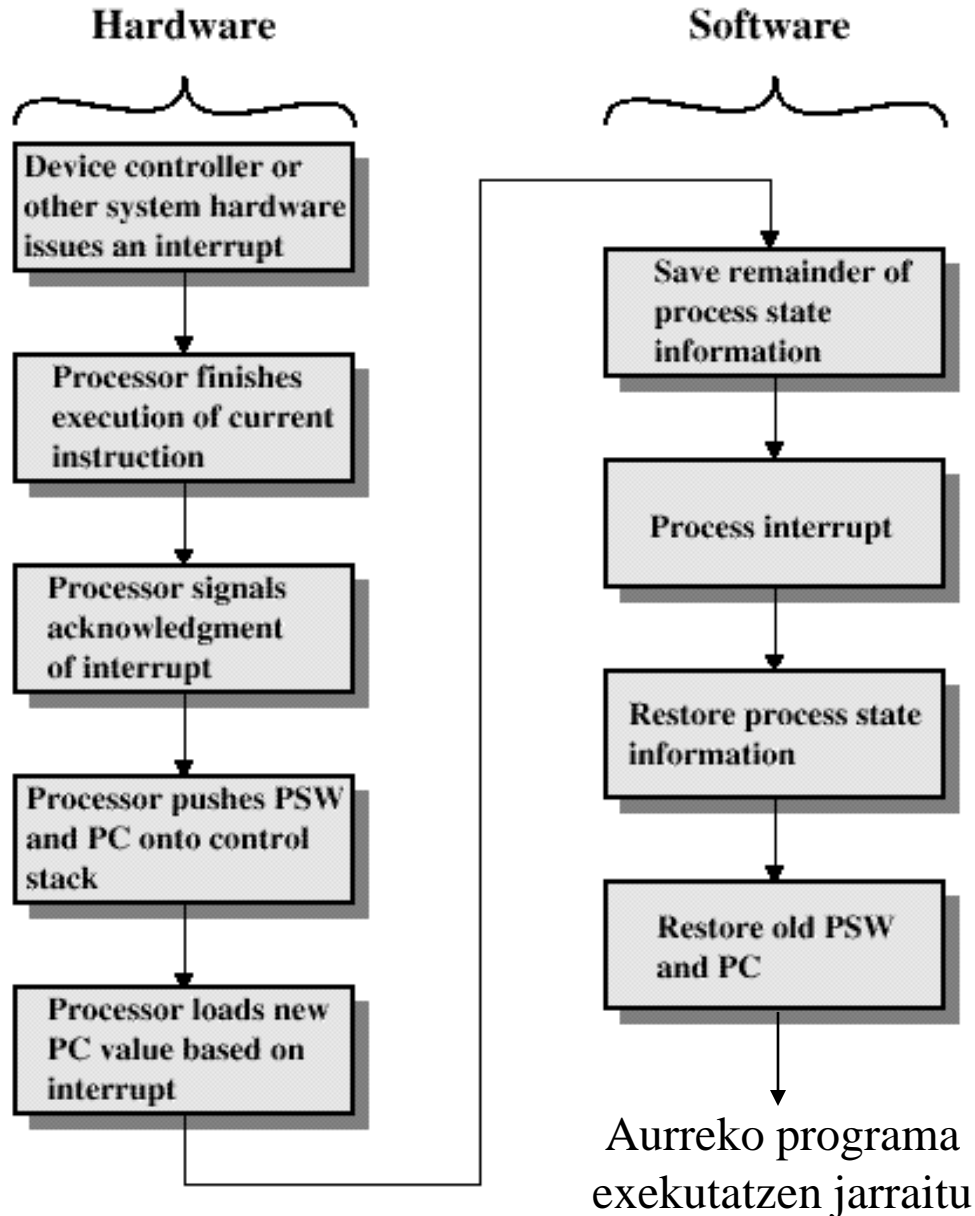 Hardware
Device controller or
other system hardware
issues an interrupt
Processor finishes
execution of current
instruction
Processor signals
acknowledgment
of interrupt
Processor pushes PSW
and PC onto control
stack
Processor loads new
PC value based on
interrupt
Software
Save remainder of
process state
information
Process interrupt
Restore process state
information
Restore old PSW
and PC
Aurreko programa
exekutatzen jarraitu